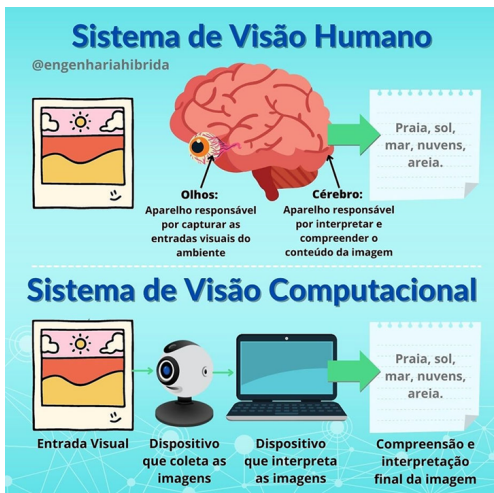 Sistema de Visão Humano
@engenhariahibrida
Praia, sol,
mar, nuvens,
areia.
Olhos:
Aparelho responsável
por capturar as
entradas visuais do
ambiente
Cérebro:
Aparelho responsável
por interpretar e
compreender o
conteúdo da imagem
Sistema de Visão Computacional
Praia, sol,
mar, nuvens,
areia.
Entrada Visual
Dispositivo
que coleta as
imagens
Dispositivo
que interpreta
as imagens
Compreensão e
interpretação
final da imagem